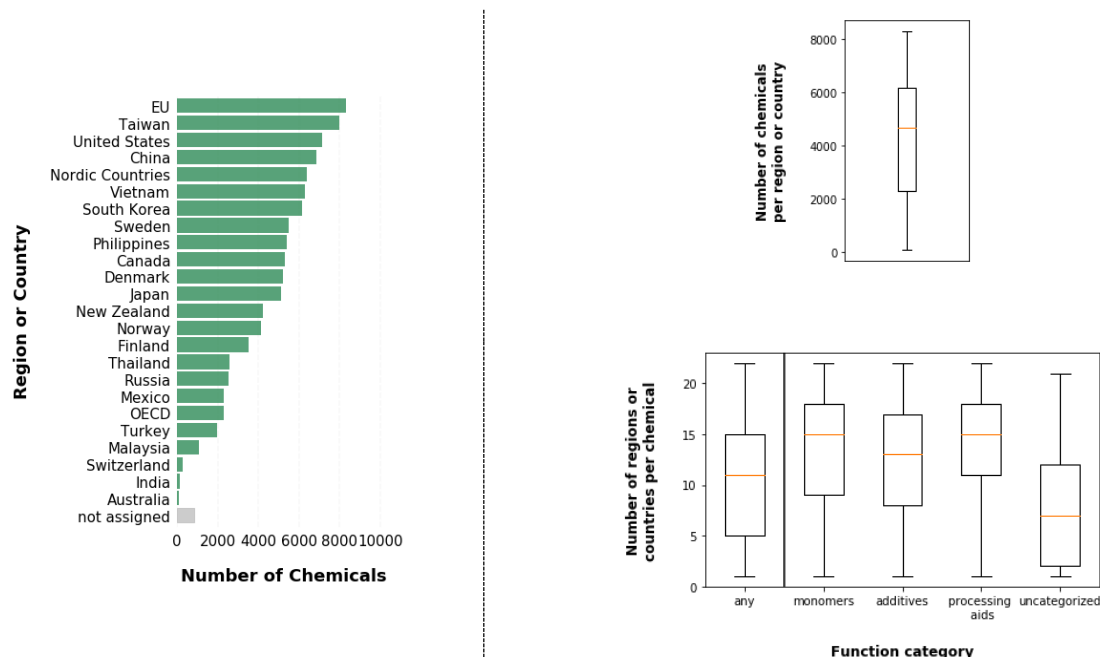 Region or Country
EU
Taiwan
United States
China
Nordic Countries
Vietnam
South Korea
Sweden
Philippines
Canada
Denmark
Japan
New Zealand
Norway
Finland
Thailand
Russia
Mexico
OECD
Turkey
Malaysia
Switzerland
India
Australia
not assigned
0 2000 4000 6000 8000 10000
Number of Chemicals
Number of chemicals
per region or country
8000
6000
4000
2000
0
Number of regions or
countries per chemical
20
15
10
5
0
any monomers additives processing aids uncategorized
Function category